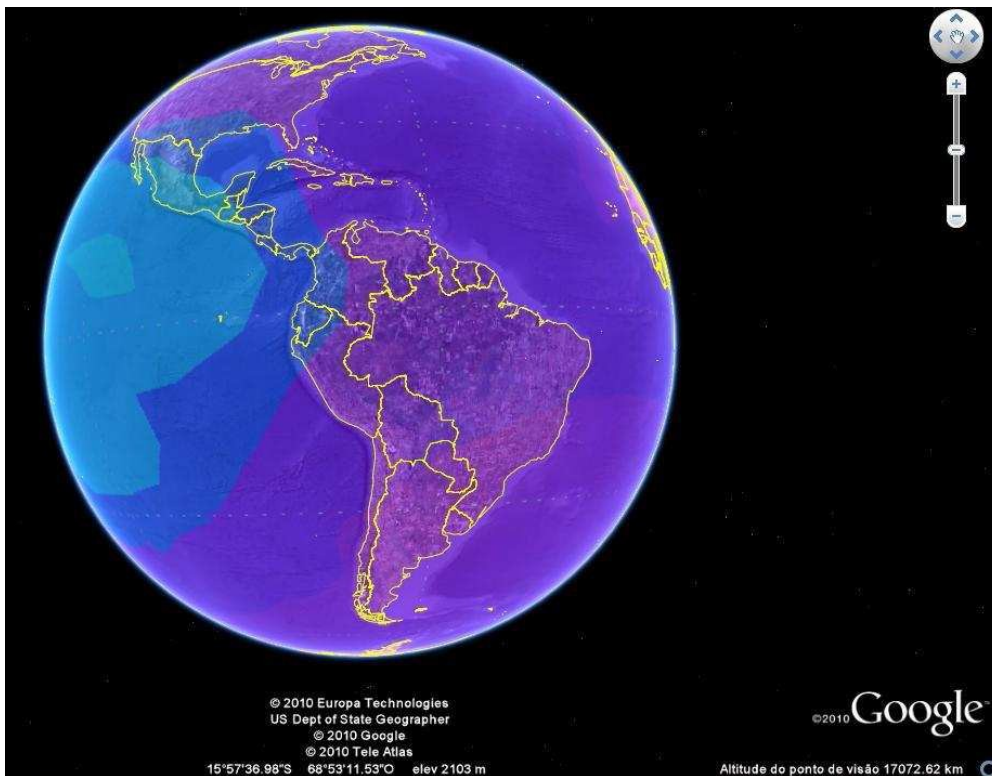 © 2010 Europa Technologies
US Dept of State Geographer
© 2010 Google
© 2010 Tele Atlas
©2010 Google™
15°57'36.98"S 68°53'11.53"O elev 2103 m
Altitude do ponto de visão 17072.62 km